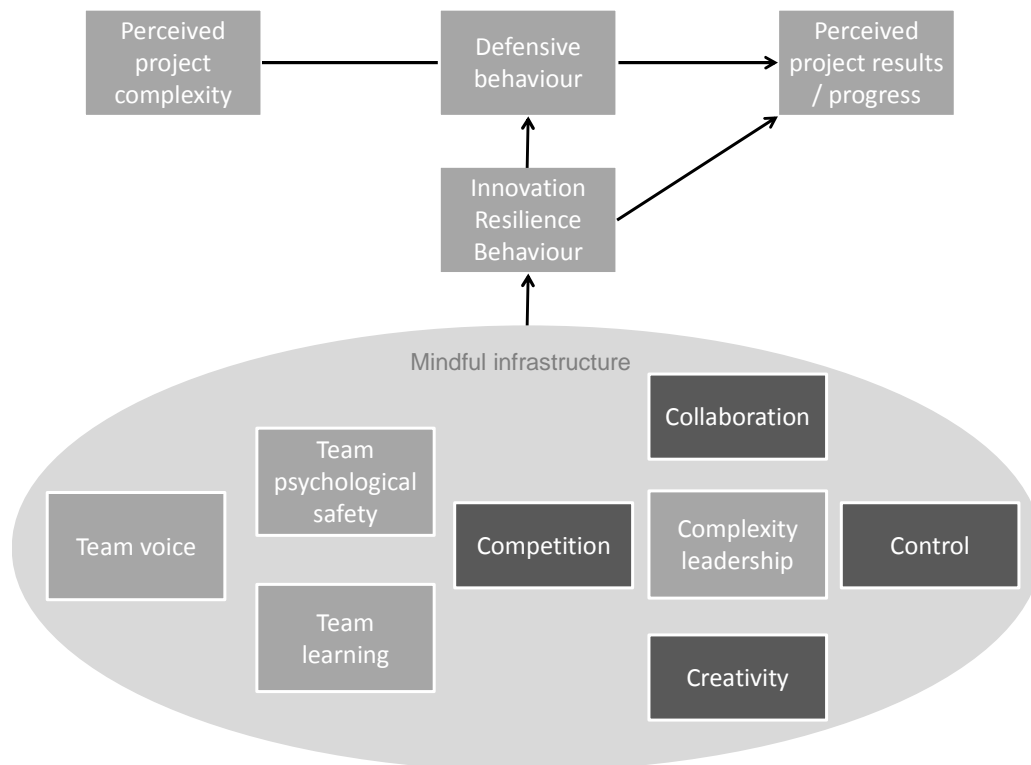 Perceived
project
complexity
Defensive
behaviour
Perceived
project results
/ progress
Innovation
Resilience
Behaviour
Mindful infrastructure
Collaboration
Team
psychological
safety
Team voice
Competition
Complexity
leadership
Control
Team
learning
Creativity